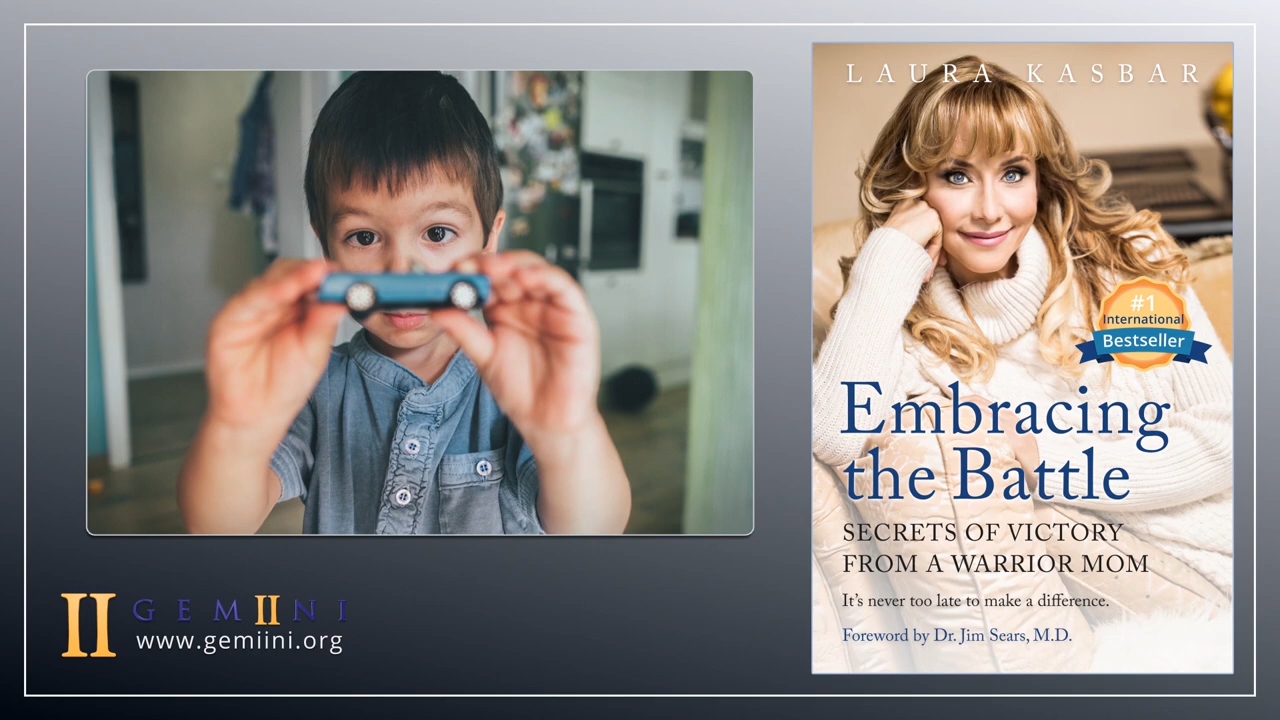 LAURA KASBAR
#1
International
Bestseller
Embracing
the Battle
SECRETS OF VICTORY
FROM A WARRIOR MOM
It's never too late to make a difference.
Foreword by Dr. Jim Sears, M.D.
II GEMIINI
www.gemiini.org